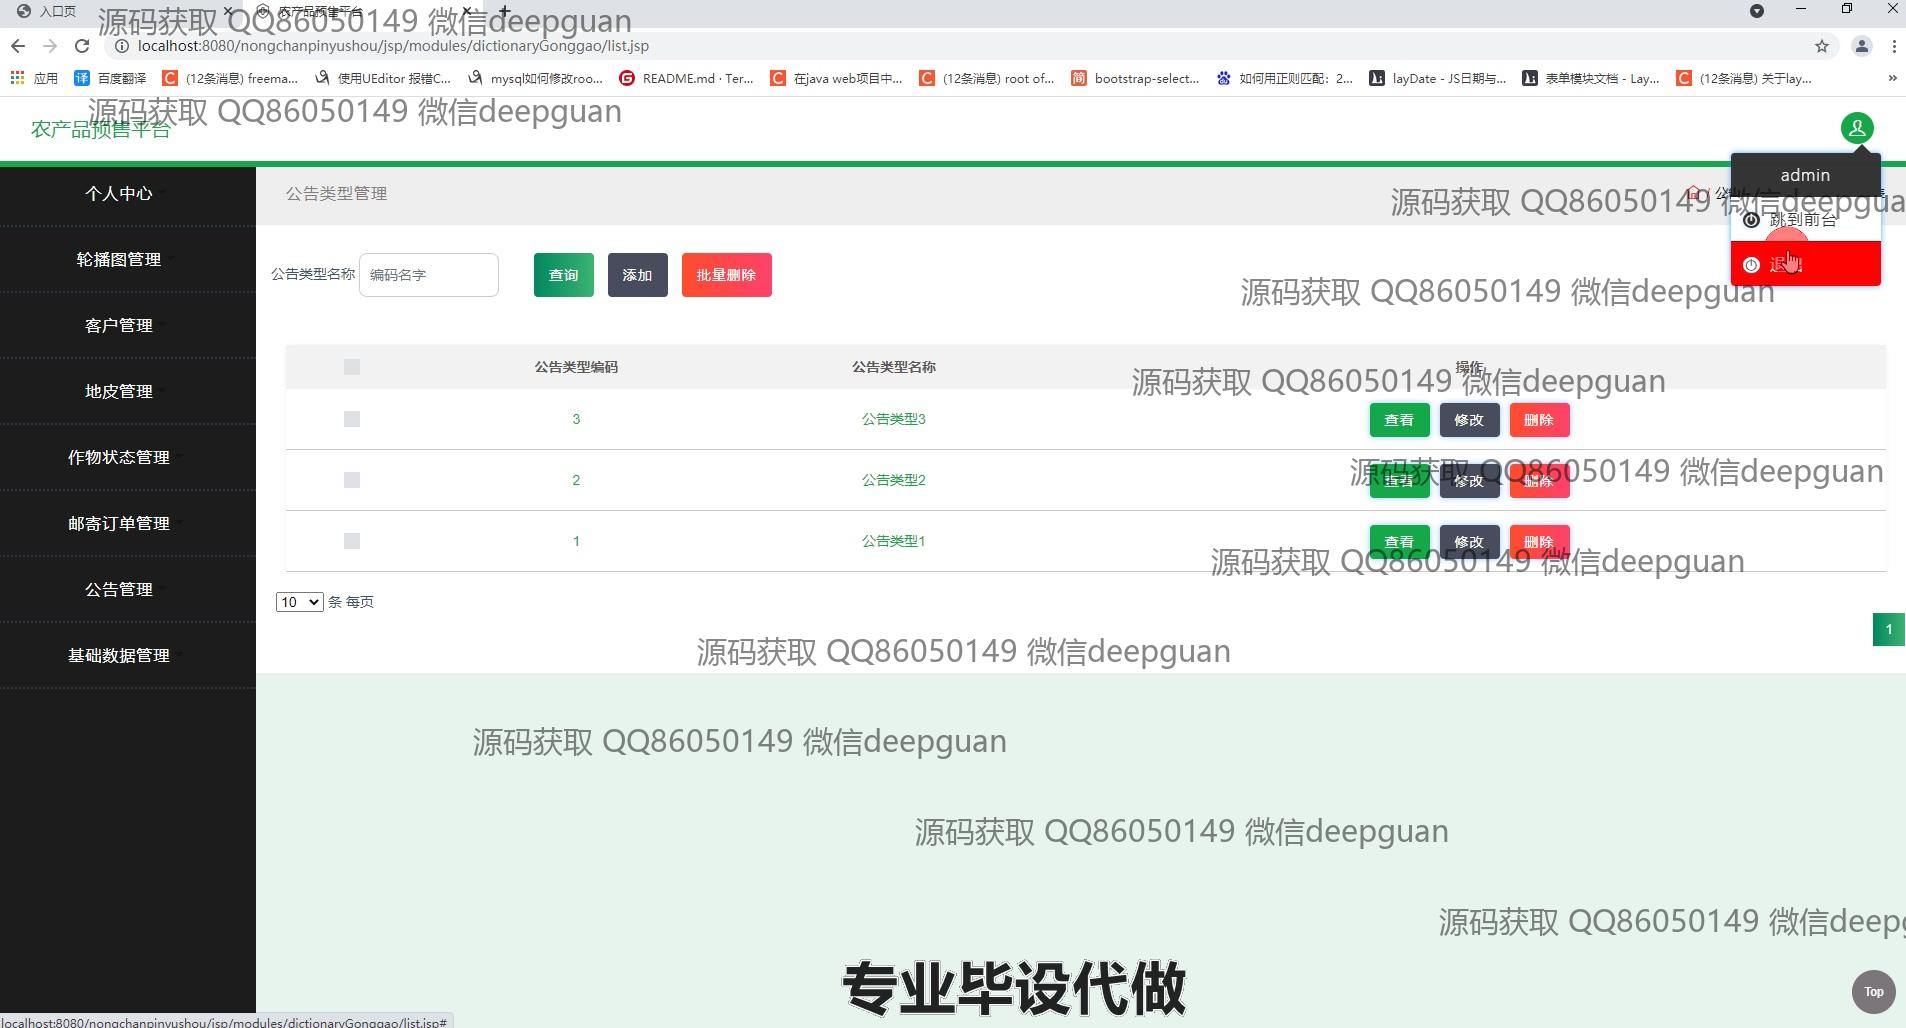 入口页
农产品预售平台
源码获取 QQ86050149 微信deepguan
localhost:8080/nongchanpinyushou/jsp/modules/dictionaryGonggao/list.jsp
应用 百度翻译 (12条消息) freema... 使用UEditor 报错C... mysql如何修改roo... README.md · Ter... 在java web项目中... (12条消息) root of... bootstrap-select... 如何用正则匹配：2... layDate - JS日期与... 表单模块文档 - Lay... (12条消息) 关于lay... »
源码获取 QQ86050149 微信deepguan
农产品预售平台
admin
个人中心
公告类型管理
源码获取 QQ86050149 微信deepgua
跳到前台
轮播图管理
公告类型名称 编码名字 查询 添加 批量删除
源码获取 QQ86050149 微信deepguan
客户管理
公告类型编码 公告类型名称 操作
源码获取 QQ86050149 微信deepguan
地皮管理
3 公告类型3 查看 修改 删除
作物状态管理
源码获取 QQ86050149 微信deepguan
2 公告类型2 查看 修改 删除
邮寄订单管理
1 公告类型1 查看 修改 删除
源码获取 QQ86050149 微信deepguan
公告管理
10 条 每页
1
基础数据管理
源码获取 QQ86050149 微信deepguan
源码获取 QQ86050149 微信deepguan
源码获取 QQ86050149 微信deepguan
源码获取 QQ86050149 微信deep
专业毕设代做
Top
localhost:8080/nongchanpinyushou/jsp/modules/dictionaryGonggao/list.jsp#